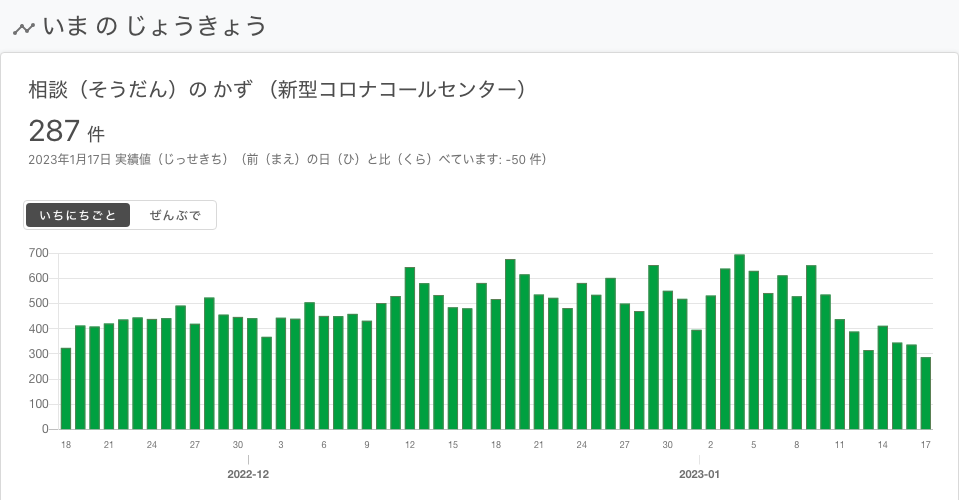 いま の じょうきょう
相談（そうだん）の かず （新型コロナコールセンター）
287 件
2023年1月17日 実績値（じっせきち）（前（まえ）の日（ひ）と比（くら）べています: -50 件）
いちにちごと ぜんぶで
700
600
500
400
300
200
100
0
18 21 24 27 30 3 6 9 12 15 18 21 24 27 30 2 5 8 11 14 17
2022-12 2023-01